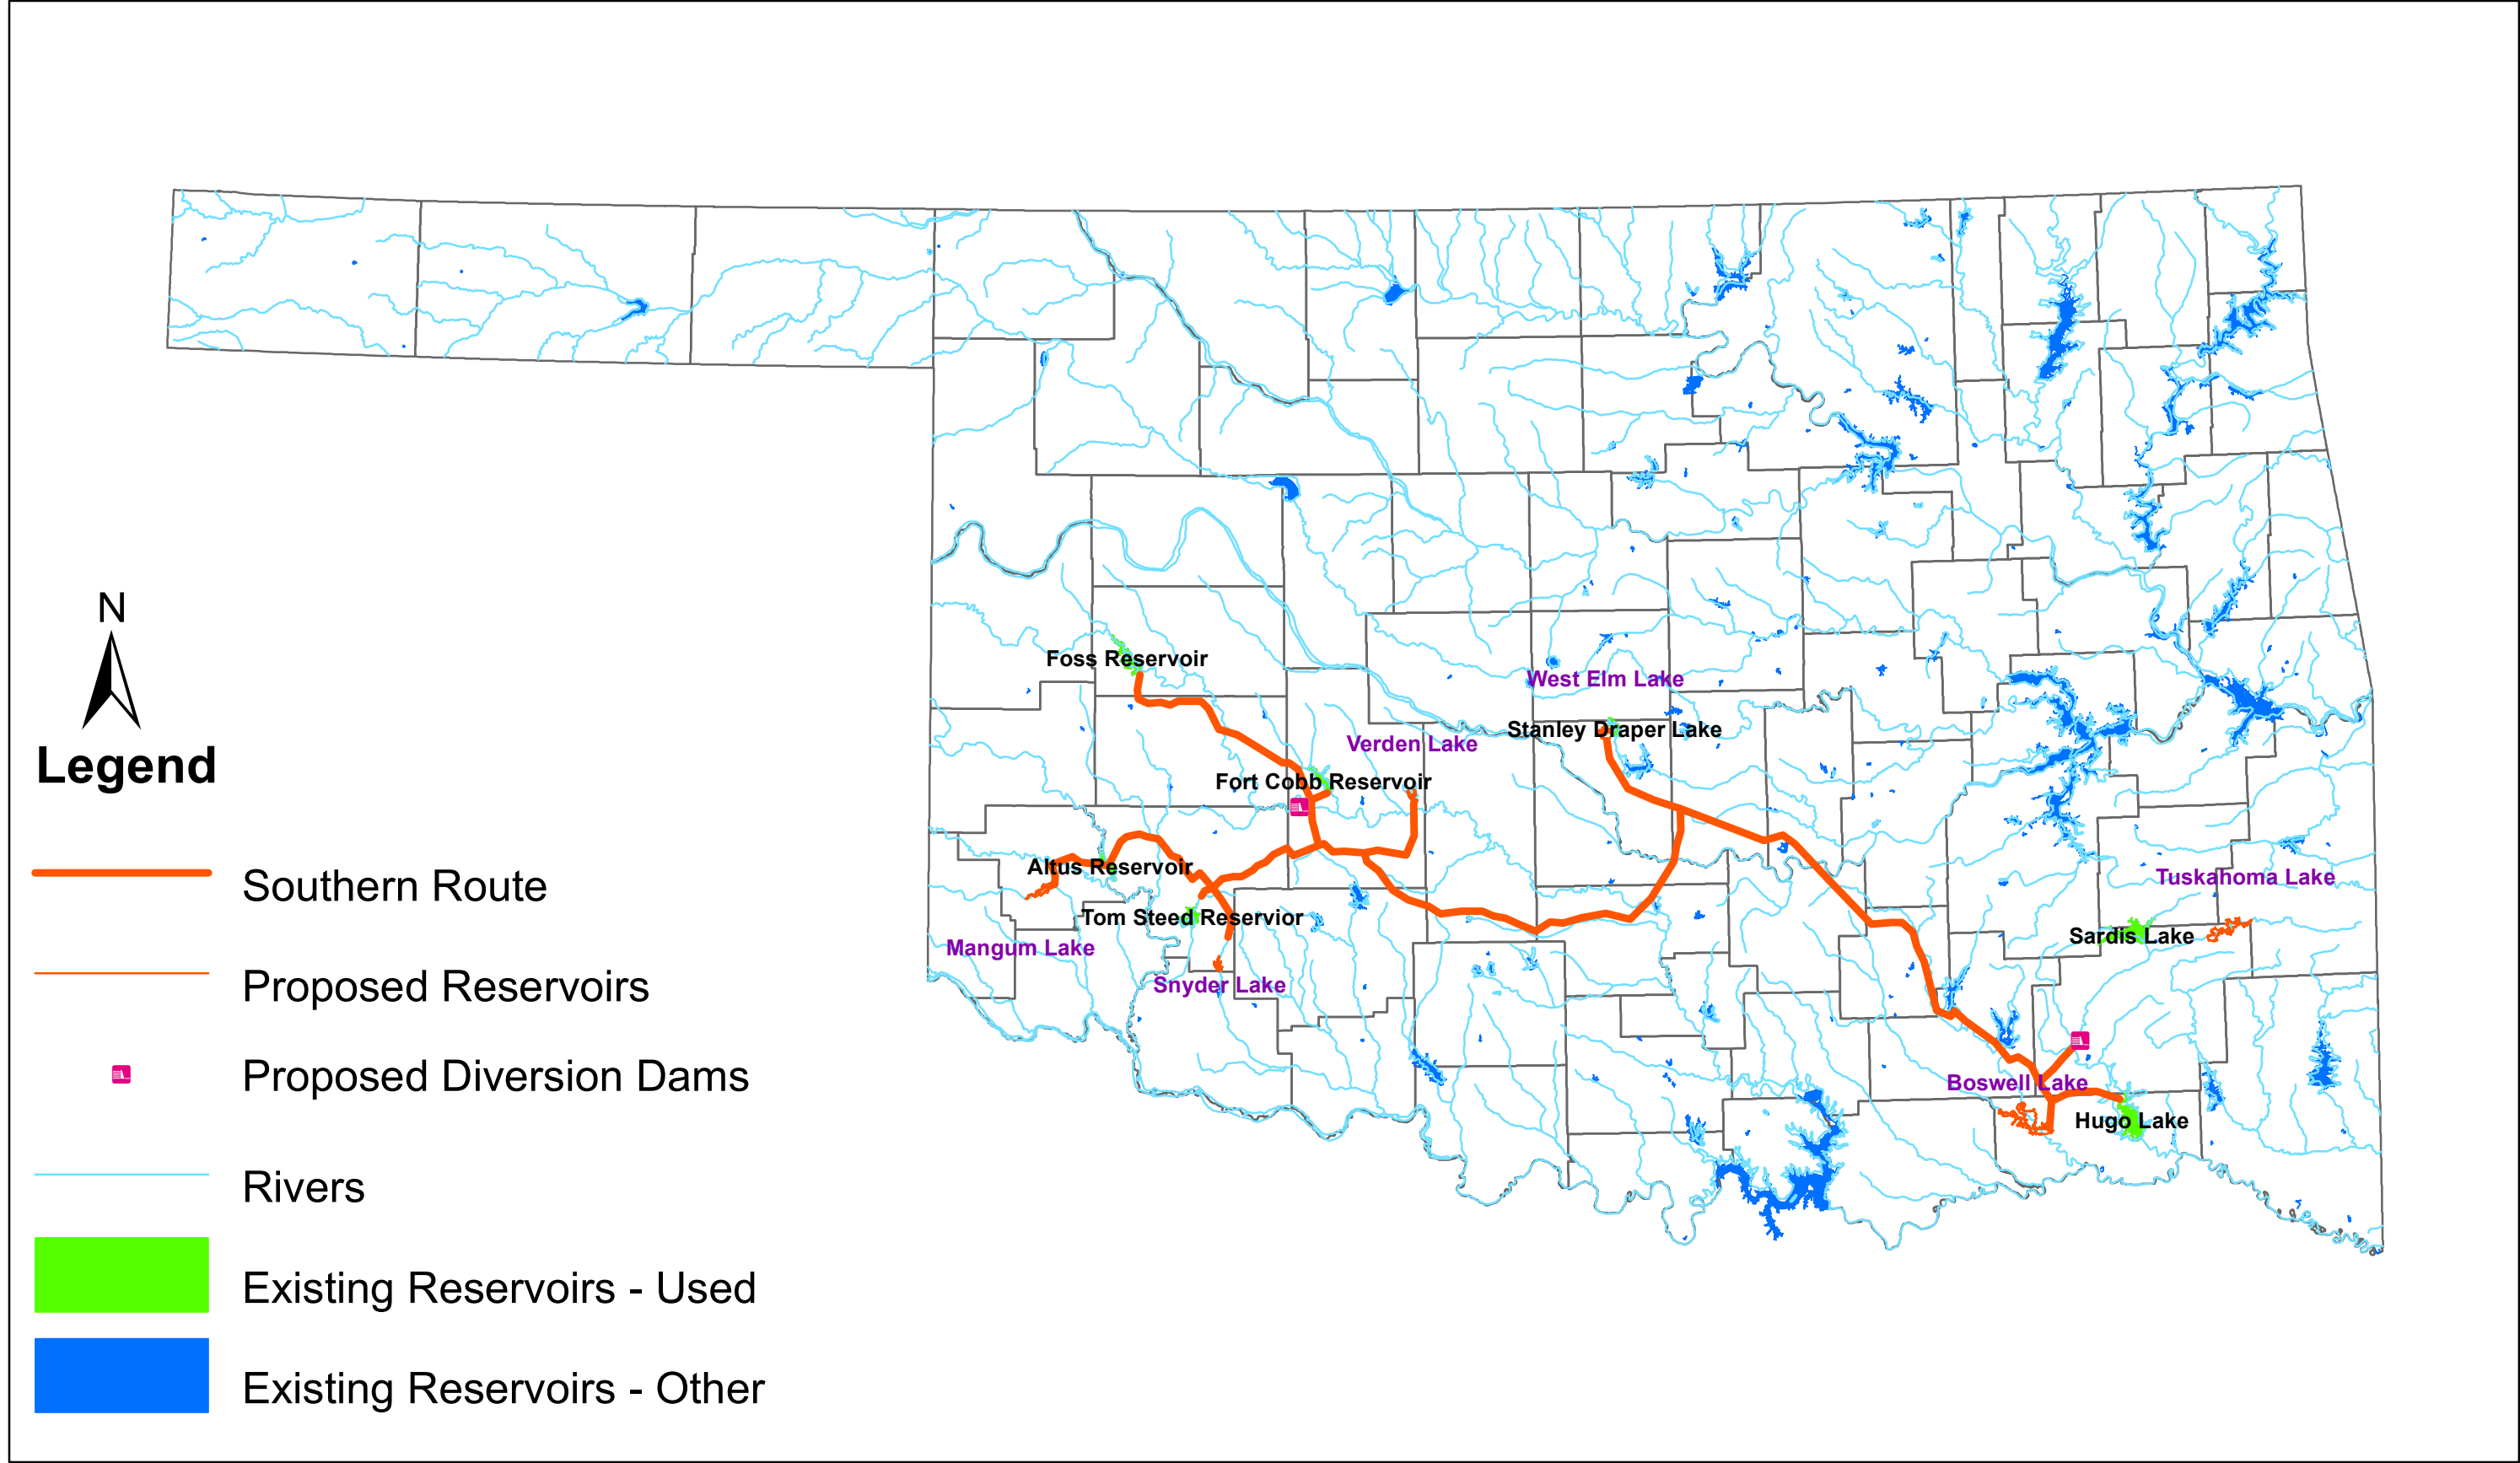 N
Legend
Southern Route
Proposed Reservoirs
Proposed Diversion Dams
Rivers
Existing Reservoirs - Used
Existing Reservoirs - Other
Foss Reservoir
West Elm Lake
Stanley Draper Lake
Verden Lake
Fort Cobb Reservoir
Altus Reservoir
Tuskahoma Lake
Tom Steed Reservior
Sardis Lake
Mangum Lake
Snyder Lake
Boswell Lake
Hugo Lake